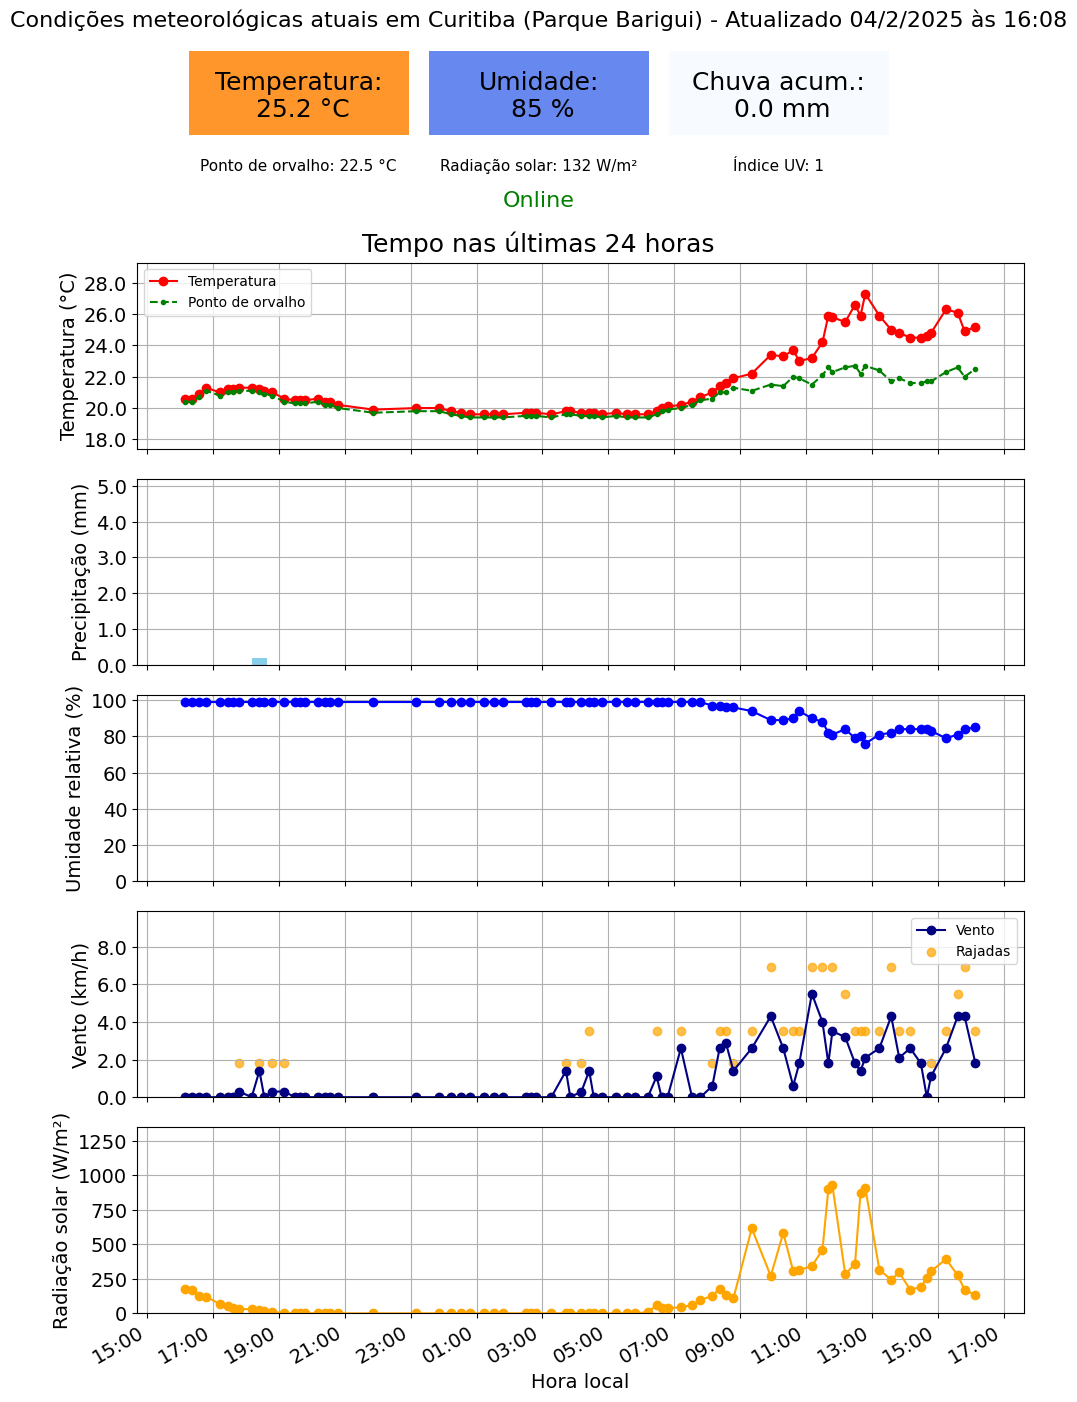 Condições meteorológicas atuais em Curitiba (Parque Barigui) - Atualizado 04/2/2025 às 16:08
Temperatura:
25.2 °C
Umidade:
85 %
Chuva acum.:
0.0 mm
Ponto de orvalho: 22.5 °C
Radiação solar: 132 W/m²
Índice UV: 1
Online
Tempo nas últimas 24 horas
Temperatura (°C)
28.0
26.0
24.0
22.0
20.0
18.0
Temperatura
Ponto de orvalho
Precipitação (mm)
5.0
4.0
3.0
2.0
1.0
0.0
Umidade relativa (%)
100
80
60
40
20
0
Vento (km/h)
8.0
6.0
4.0
2.0
0.0
Vento
Rajadas
Radiação solar (W/m²)
1250
1000
750
500
250
0
15:00
17:00
19:00
21:00
23:00
01:00
03:00
05:00
07:00
09:00
11:00
13:00
15:00
17:00
Hora local